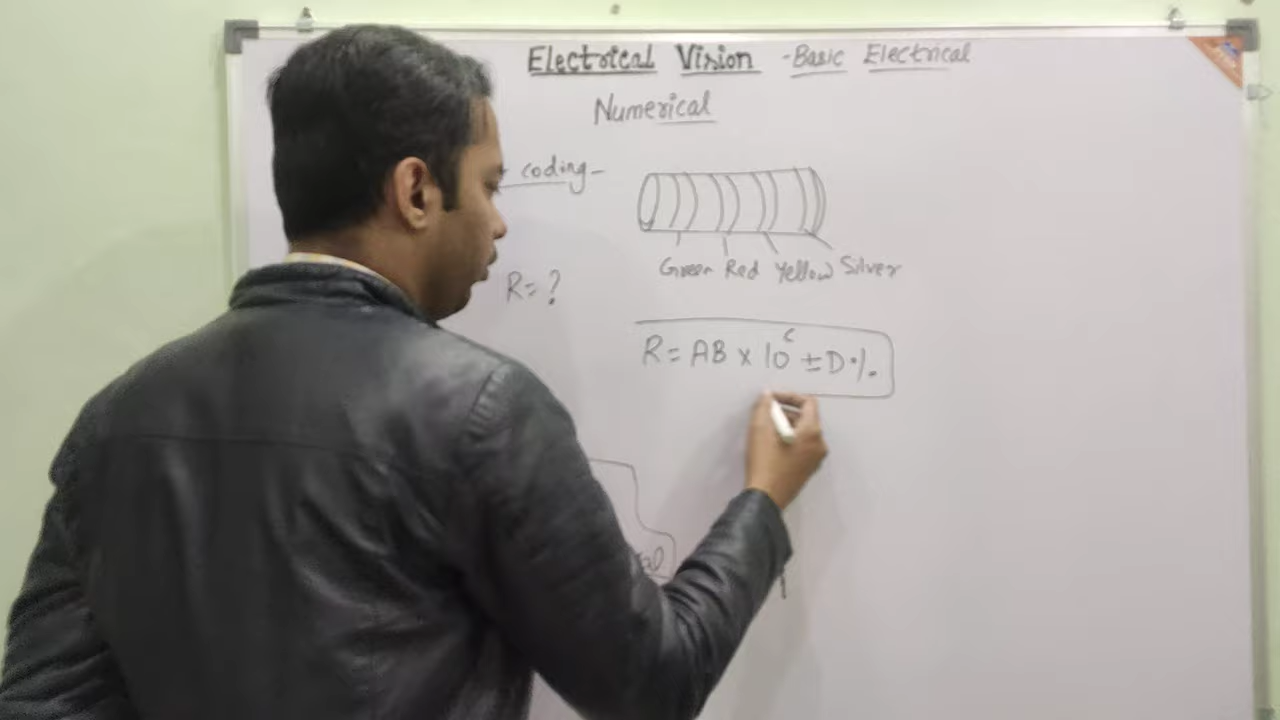 Electrical Vision - Basic Electrical
Numerical
coding-
Green Red Yellow Silver
R = ?
R = AB × 10^c ± D%.